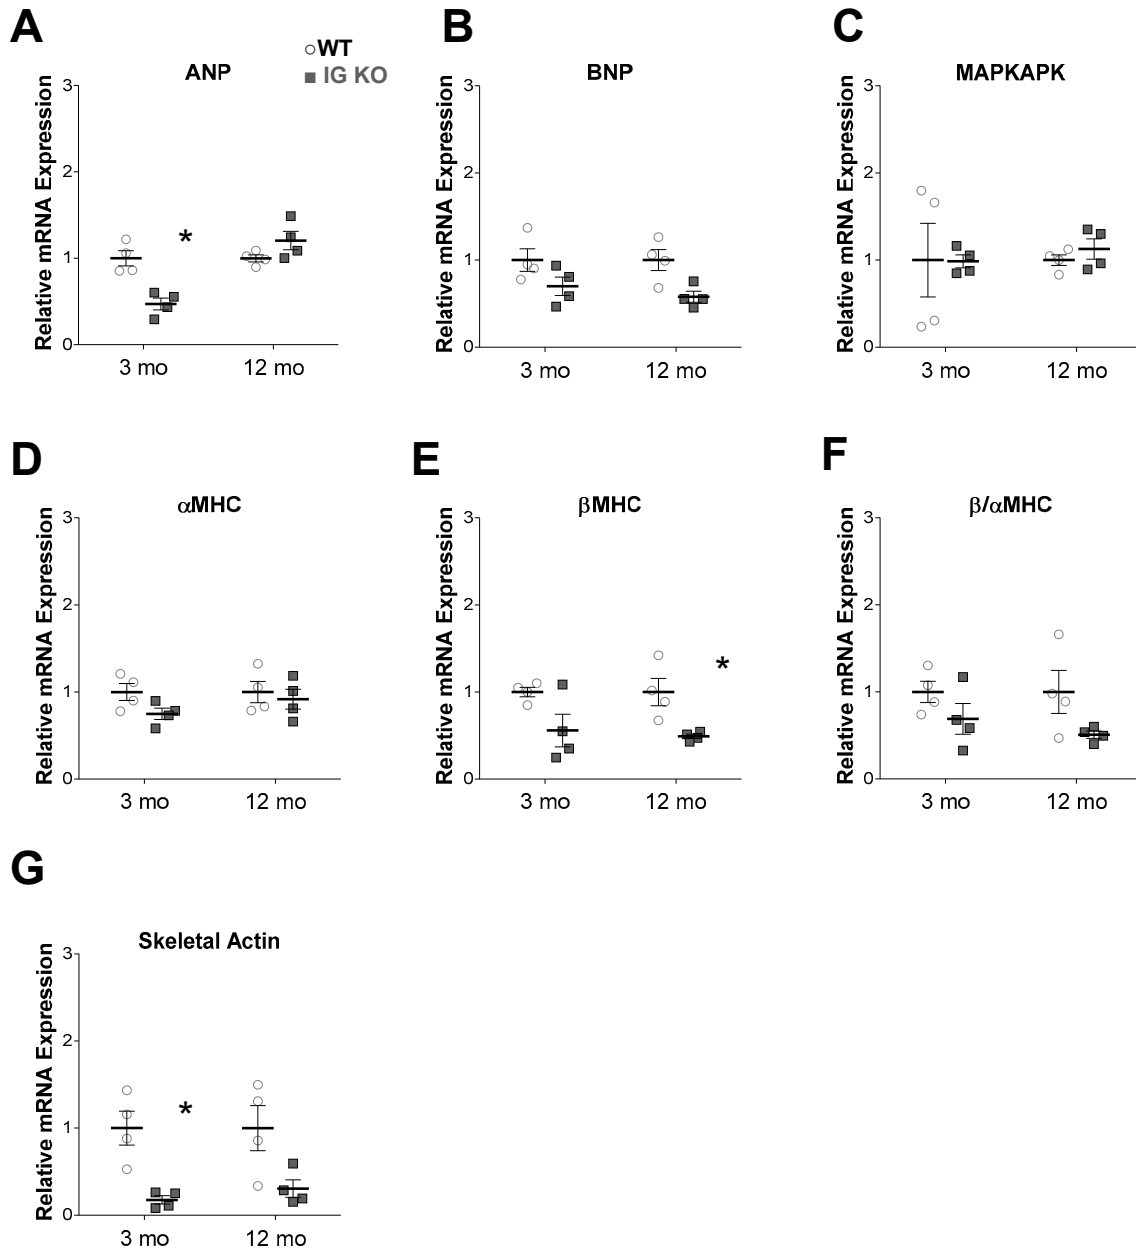 A
B
C
○WT
■ IG KO
ANP
BNP
MAPKAPK
Relative mRNA Expression
3
2
1
0
*
3 mo
12 mo
Relative mRNA Expression
3
2
1
0
3 mo
12 mo
Relative mRNA Expression
3
2
1
0
3 mo
12 mo
D
E
F
αMHC
βMHC
β/αMHC
Relative mRNA Expression
3
2
1
0
3 mo
12 mo
Relative mRNA Expression
3
2
1
0
*
3 mo
12 mo
Relative mRNA Expression
3
2
1
0
3 mo
12 mo
G
Skeletal Actin
Relative mRNA Expression
3
2
1
0
*
3 mo
12 mo